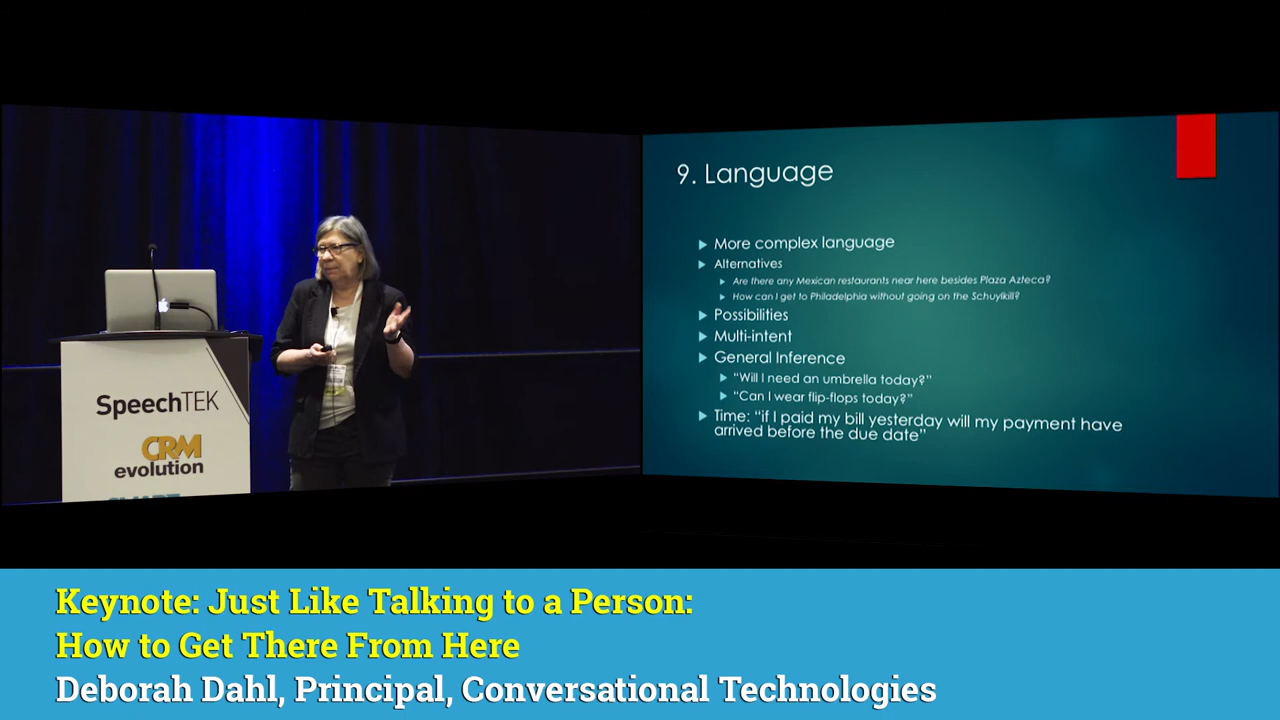 SpeechTEK
CRM
evolution
9. Language
More complex language
Alternatives
Are there any Mexican restaurants near here besides Plaza Azteca?
How can I get to Philadelphia without going on the Schuylkill?
Possibilities
Multi-intent
General Inference
“Will I need an umbrella today?”
“Can I wear flip-flops today?”
Time: “if I paid my bill yesterday will my payment have
arrived before the due date”
Keynote: Just Like Talking to a Person:
How to Get There From Here
Deborah Dahl, Principal, Conversational Technologies